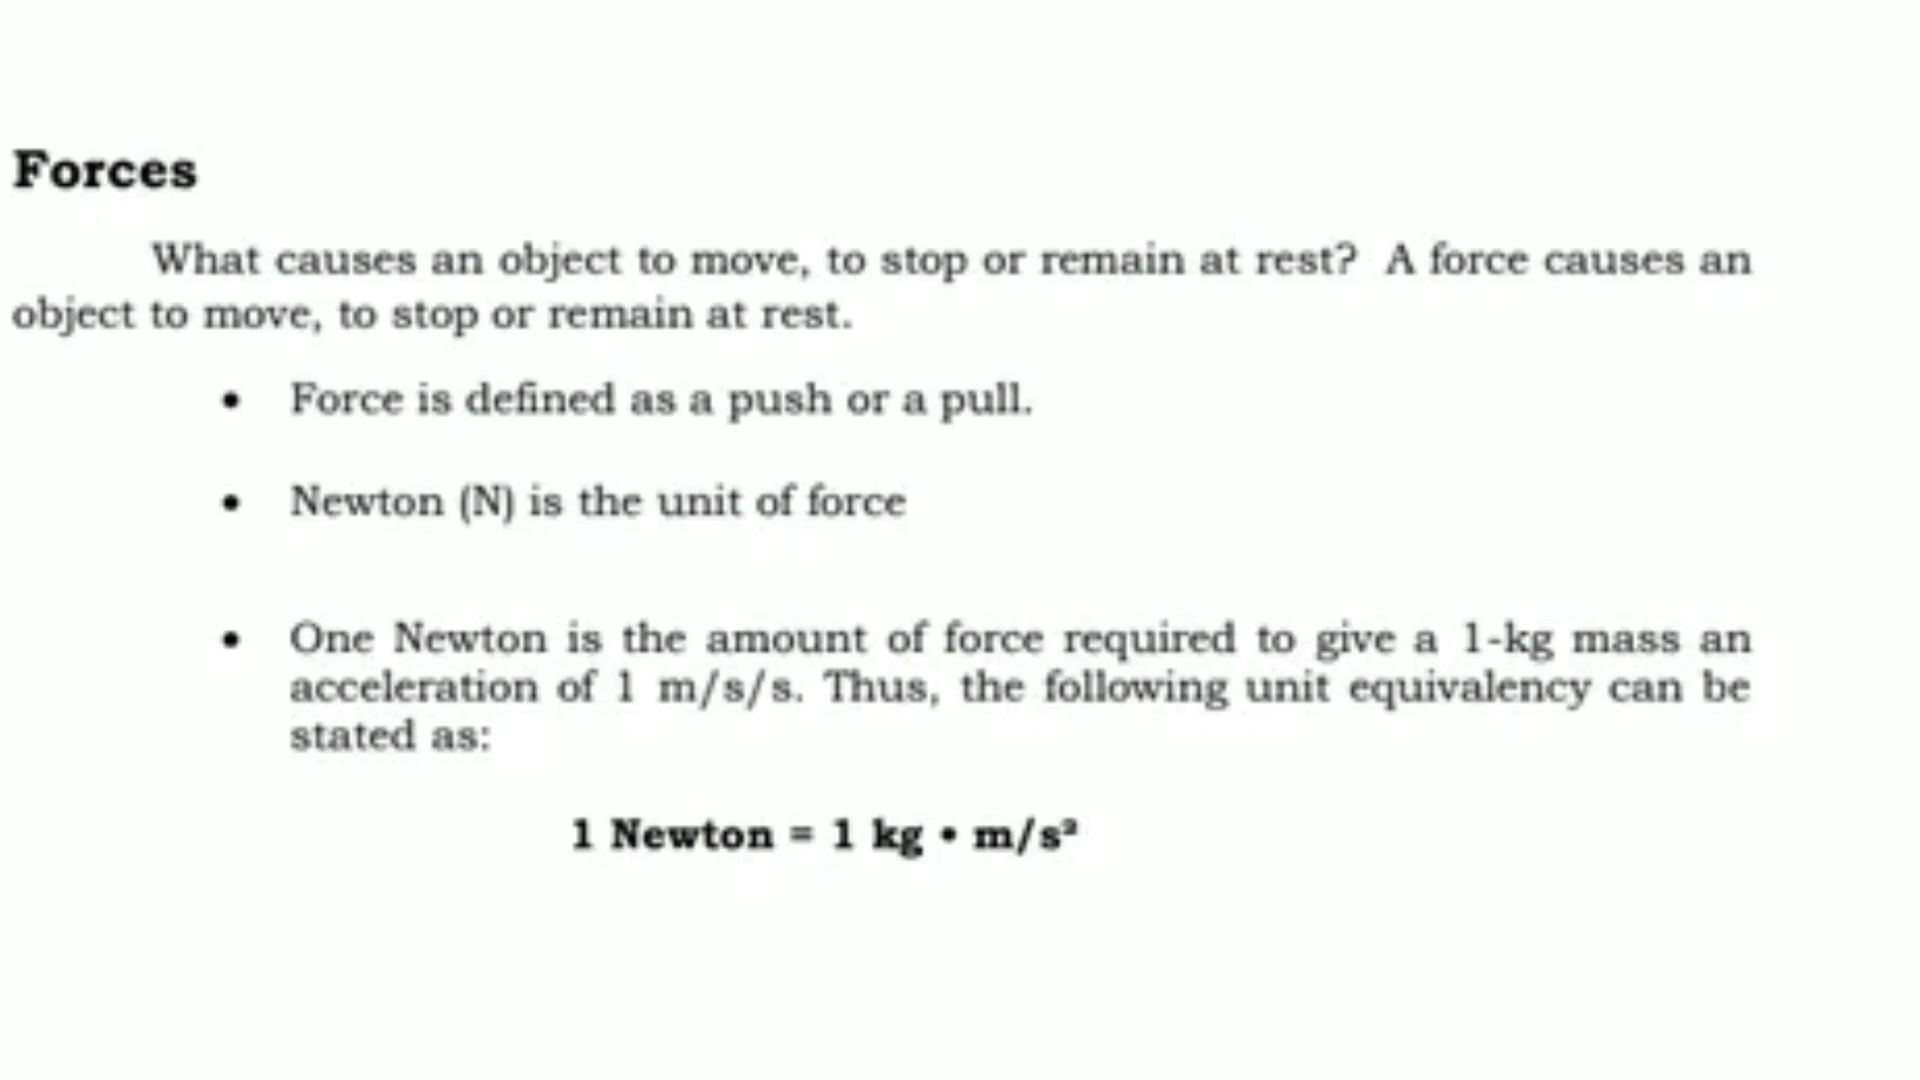 Forces
What causes an object to move, to stop or remain at rest? A force causes an
object to move, to stop or remain at rest.
• Force is defined as a push or a pull.
• Newton (N) is the unit of force
• One Newton is the amount of force required to give a 1-kg mass an
acceleration of 1 m/s/s. Thus, the following unit equivalency can be
stated as:
1 Newton = 1 kg • m/s²